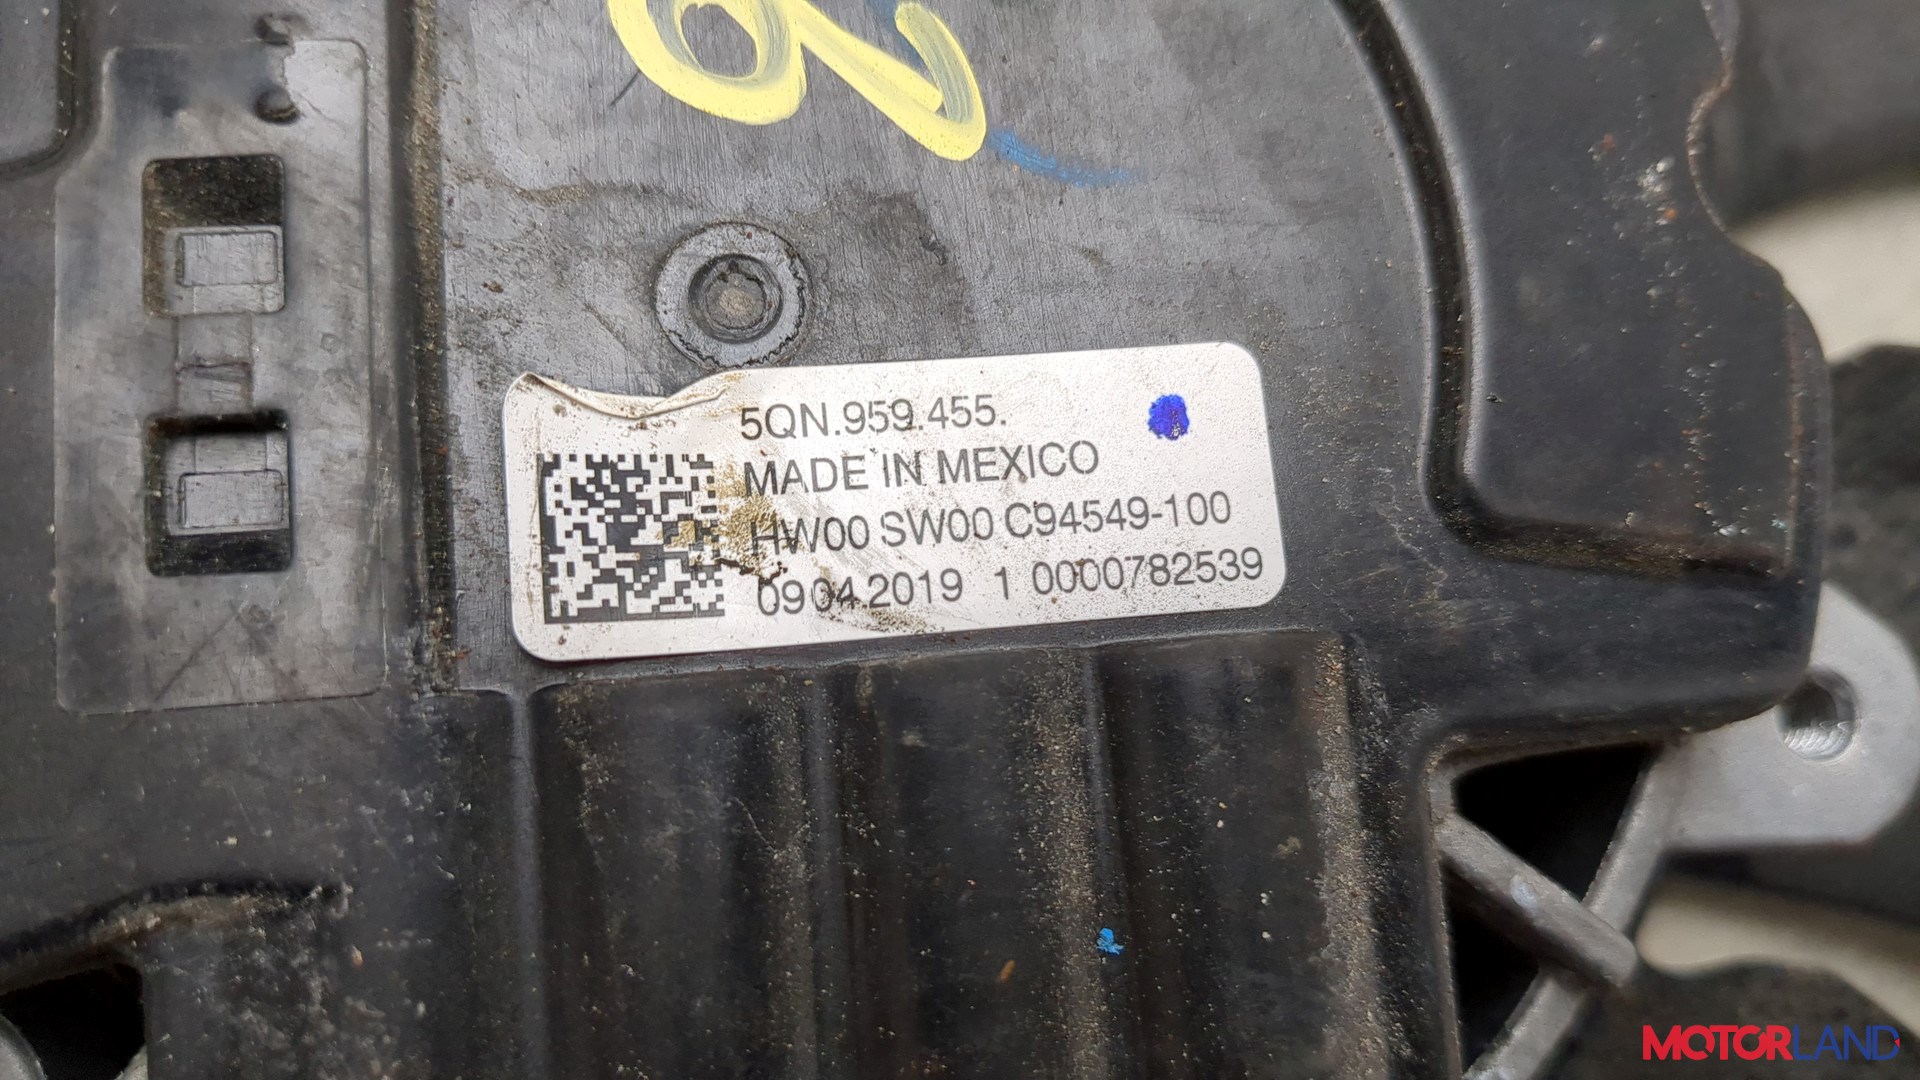 5QN.959.455.
MADE IN MEXICO
HW00 SW00 C94549-100
09 04 2019 1 0000782539
MOTORLAND